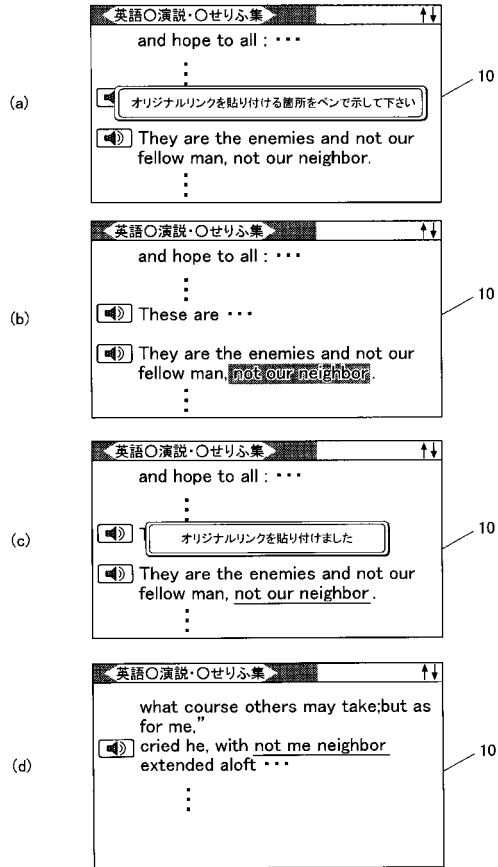 (a)
英語○演説・○せりふ集
and hope to all : ・・・
オリジナルリンクを貼り付ける箇所をペンで示して下さい
They are the enemies and not our
fellow man, not our neighbor.
10
(b)
英語○演説・○せりふ集
and hope to all : ・・・
These are ・・・
They are the enemies and not our
fellow man, not our neighbor.
10
(c)
英語○演説・○せりふ集
and hope to all : ・・・
T
オリジナルリンクを貼り付けました
They are the enemies and not our
fellow man, not our neighbor.
10
(d)
英語○演説・○せりふ集
what course others may take;but as
for me,"
cried he, with not me neighbor
extended aloft ・・・
10